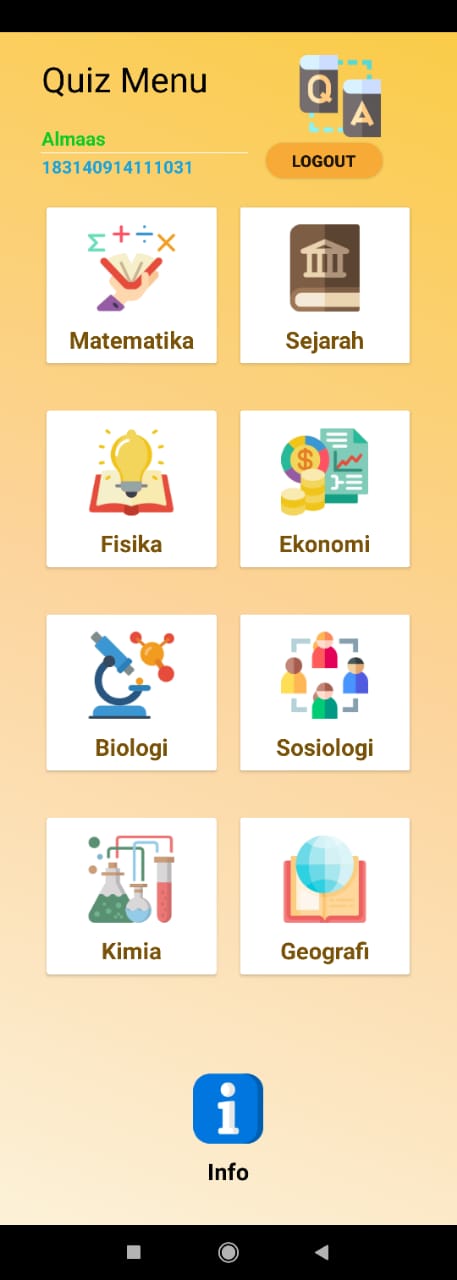 Quiz Menu
Q
A
Almaas
183140914111031
LOGOUT
Matematika
Sejarah
Fisika
Ekonomi
Biologi
Sosiologi
Kimia
Geografi
i
Info